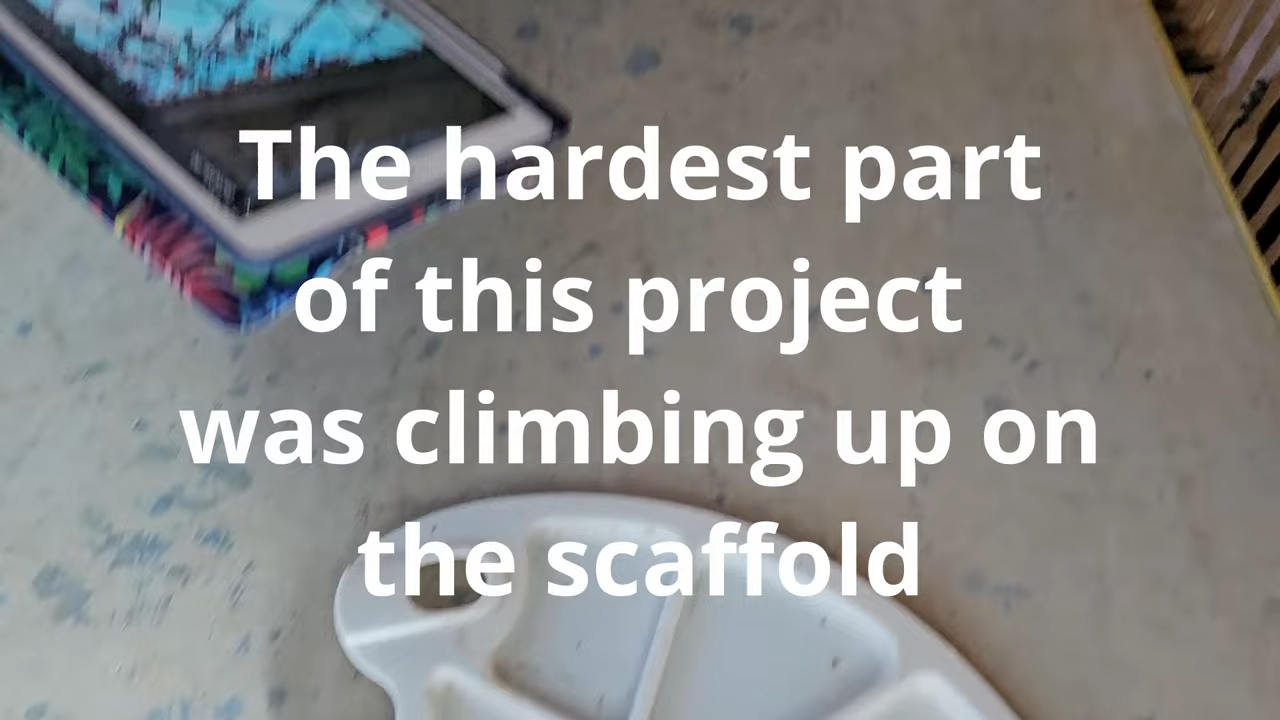 The hardest part
of this project
was climbing up on
the scaffold